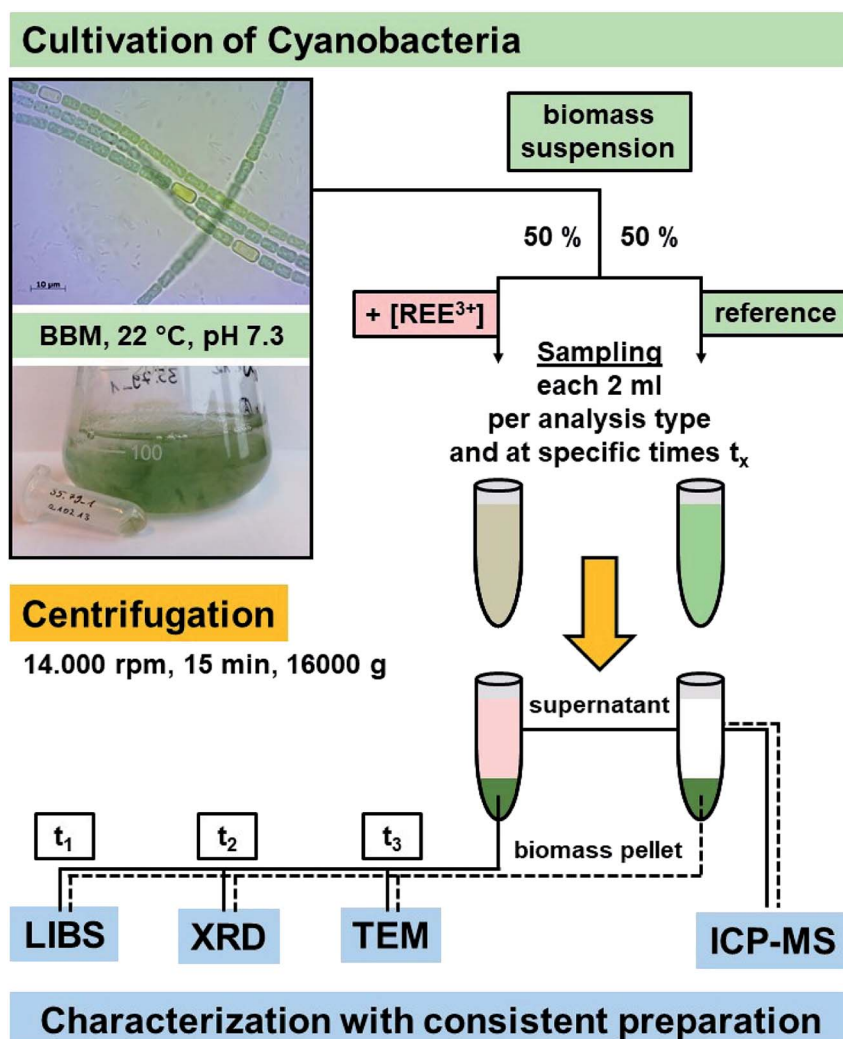 Cultivation of Cyanobacteria
biomass
suspension
10 µm
50 % 50 %
+ [REE³⁺]
reference
BBM, 22 °C, pH 7.3
Sampling
each 2 ml
per analysis type
and at specific times tₓ
100
35.79_1
Centrifugation
14.000 rpm, 15 min, 16000 g
supernatant
t₁ t₂ t₃
biomass pellet
LIBS XRD TEM ICP-MS
Characterization with consistent preparation